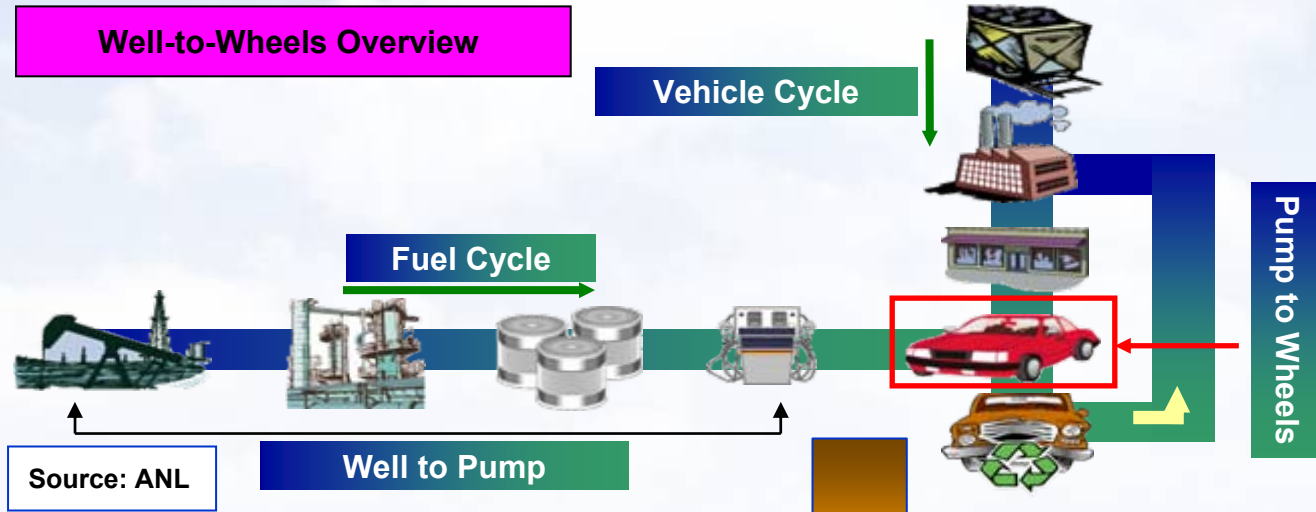 Well-to-Wheels Overview
Vehicle Cycle
Fuel Cycle
Pump to Wheels
Well to Pump
Source: ANL